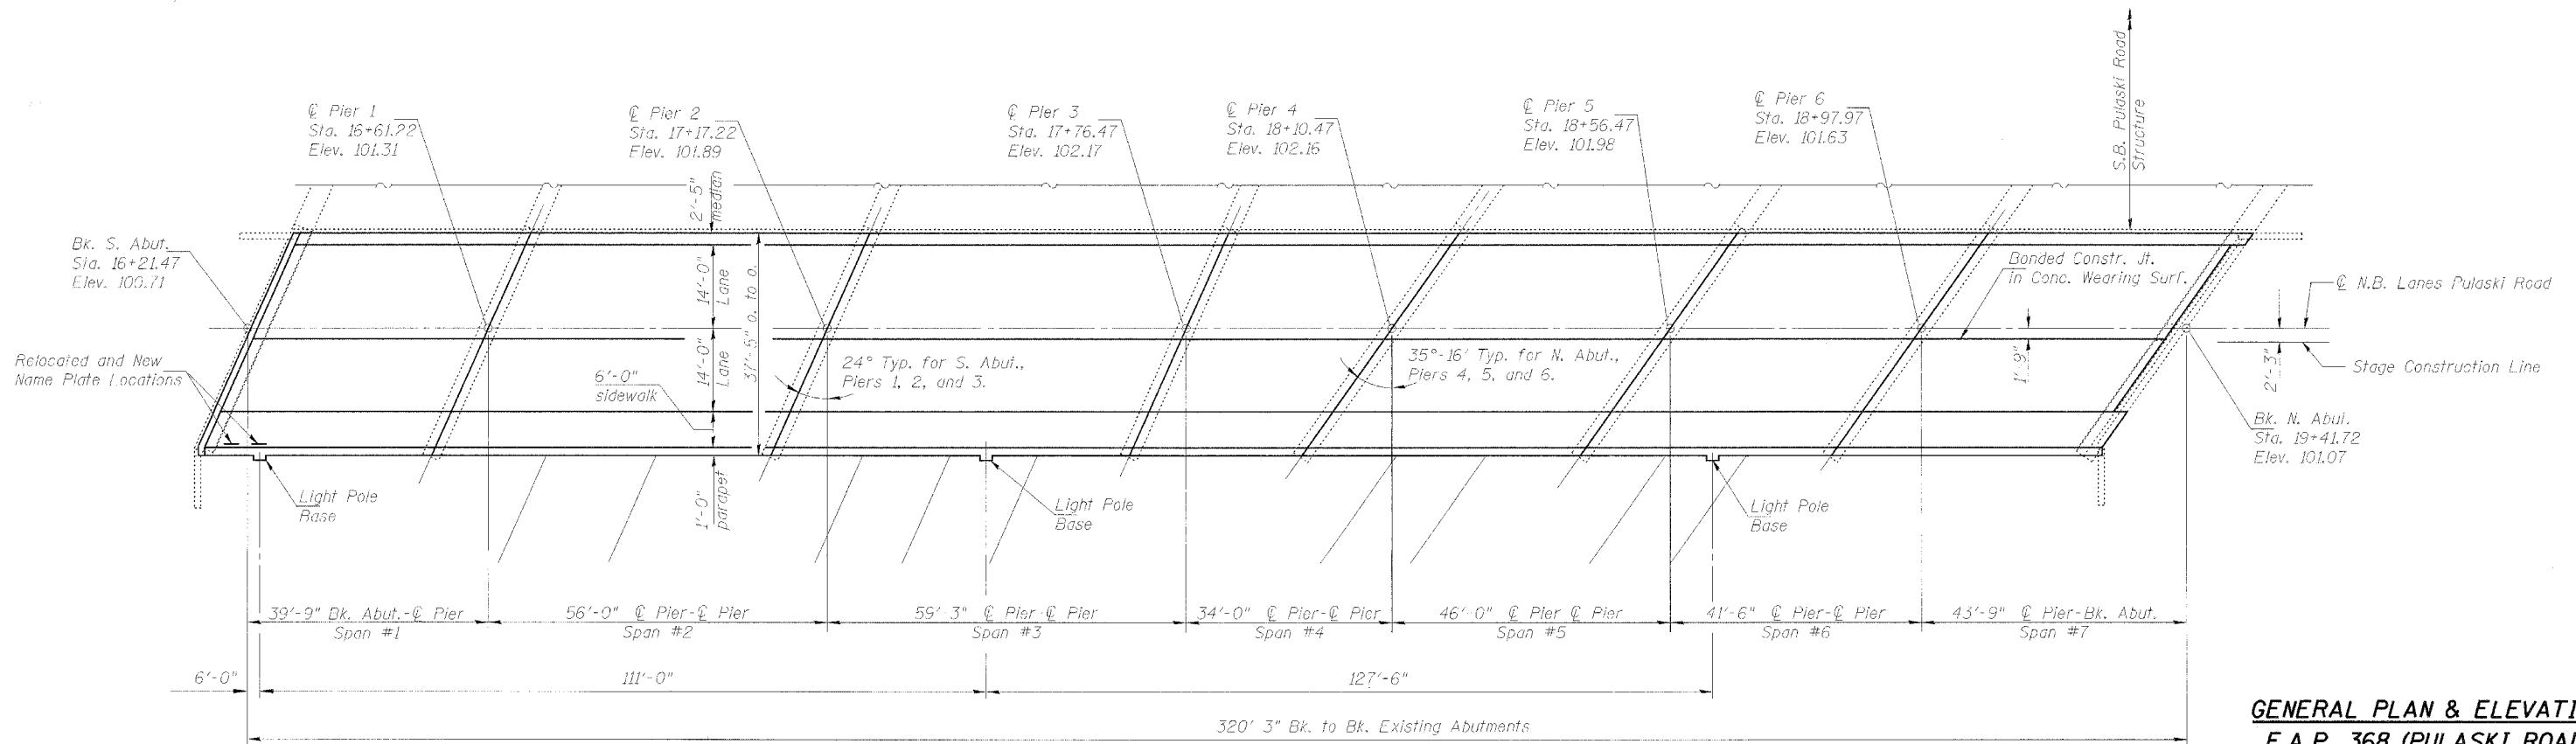 S.B. Pulaski Road
Structure
℄ Pier 1
Sta. 16+61.22
Elev. 101.31
℄ Pier 2
Sta. 17+17.22
Elev. 101.89
℄ Pier 3
Sta. 17+76.47
Elev. 102.17
℄ Pier 4
Sta. 18+10.47
Elev. 102.16
℄ Pier 5
Sta. 18+56.47
Elev. 101.98
℄ Pier 6
Sta. 18+97.97
Elev. 101.63
2'-5"
median
Bk. S. Abut.
Sta. 16+21.47
Elev. 100.71
14'-0"
Lane
37'-5" o. to o.
Bonded Constr. Jt.
in Conc. Wearing Surf.
℄ N.B. Lanes Pulaski Road
Relocated and New
Name Plate Locations
14'-0"
Lane
6'-0"
sidewalk
24° Typ. for S. Abut.,
Piers 1, 2, and 3.
35°-16' Typ. for N. Abut.,
Piers 4, 5, and 6.
1'-9"
2'-3"
Stage Construction Line
Bk. N. Abut.
Sta. 19+41.72
Elev. 101.07
Light Pole
Base
1'-0"
parapet
Light Pole
Base
Light Pole
Base
39'-9" Bk. Abut.-℄ Pier
Span #1
56'-0" ℄ Pier-℄ Pier
Span #2
59'-3" ℄ Pier-℄ Pier
Span #3
34'-0" ℄ Pier-℄ Pier
Span #4
46'-0" ℄ Pier ℄ Pier
Span #5
41'-6" ℄ Pier-℄ Pier
Span #6
43'-9" ℄ Pier-Bk. Abut.
Span #7
6'-0"
111'-0"
127'-6"
320' 3" Bk. to Bk. Existing Abutments
GENERAL PLAN & ELEVATI
F.A.P. 368 (PULASKI ROA